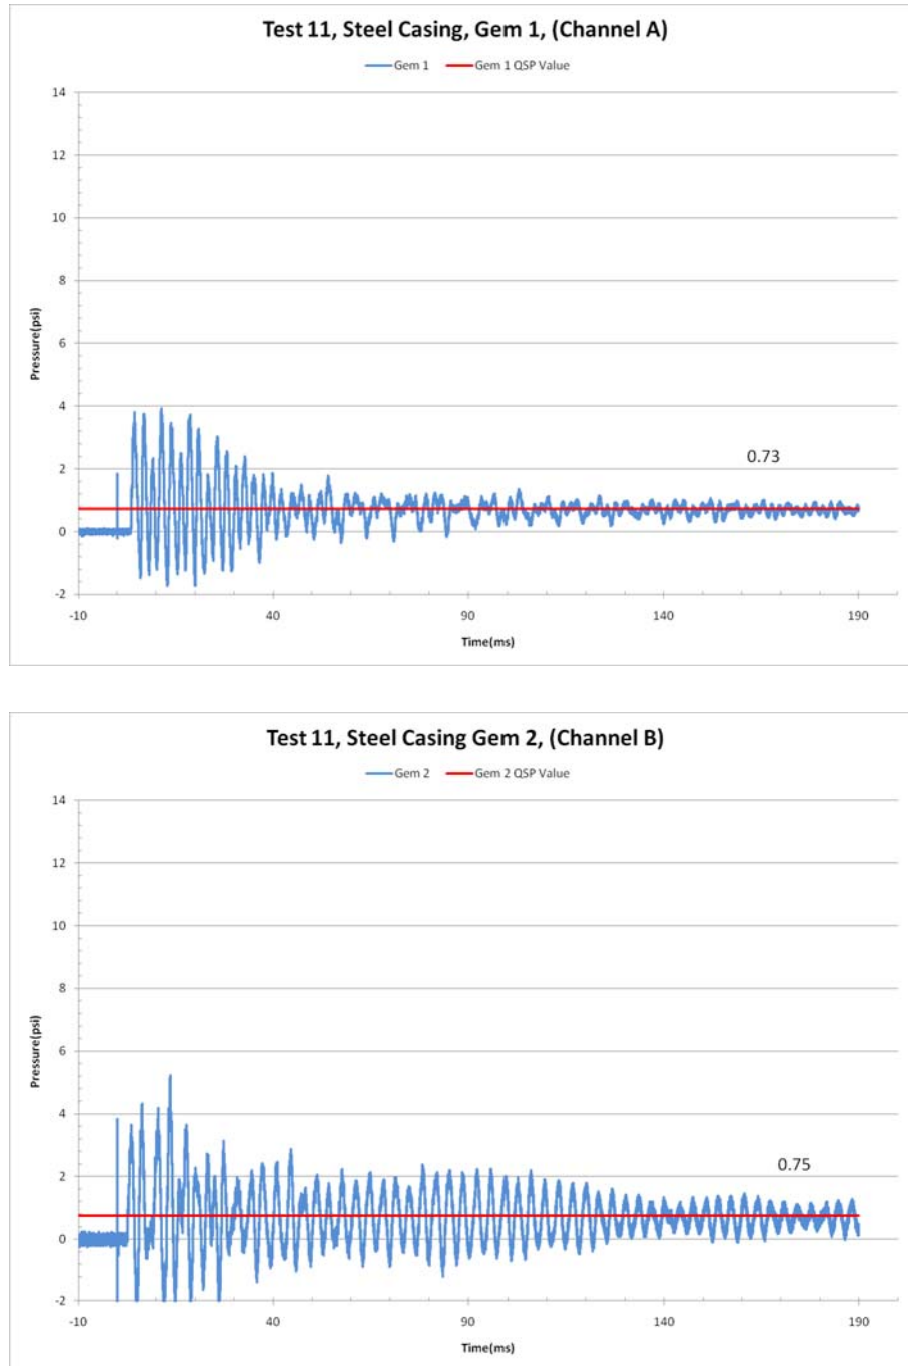 Test 11, Steel Casing, Gem 1, (Channel A)
Gem 1 Gem 1 QSP Value
14
12
10
8
6
4
2
0
-2
Pressure(psi)
0.73
-10 40 90 140 190
Time(ms)
Test 11, Steel Casing Gem 2, (Channel B)
Gem 2 Gem 2 QSP Value
14
12
10
8
6
4
2
0
-2
Pressure(psi)
0.75
-10 40 90 140 190
Time(ms)